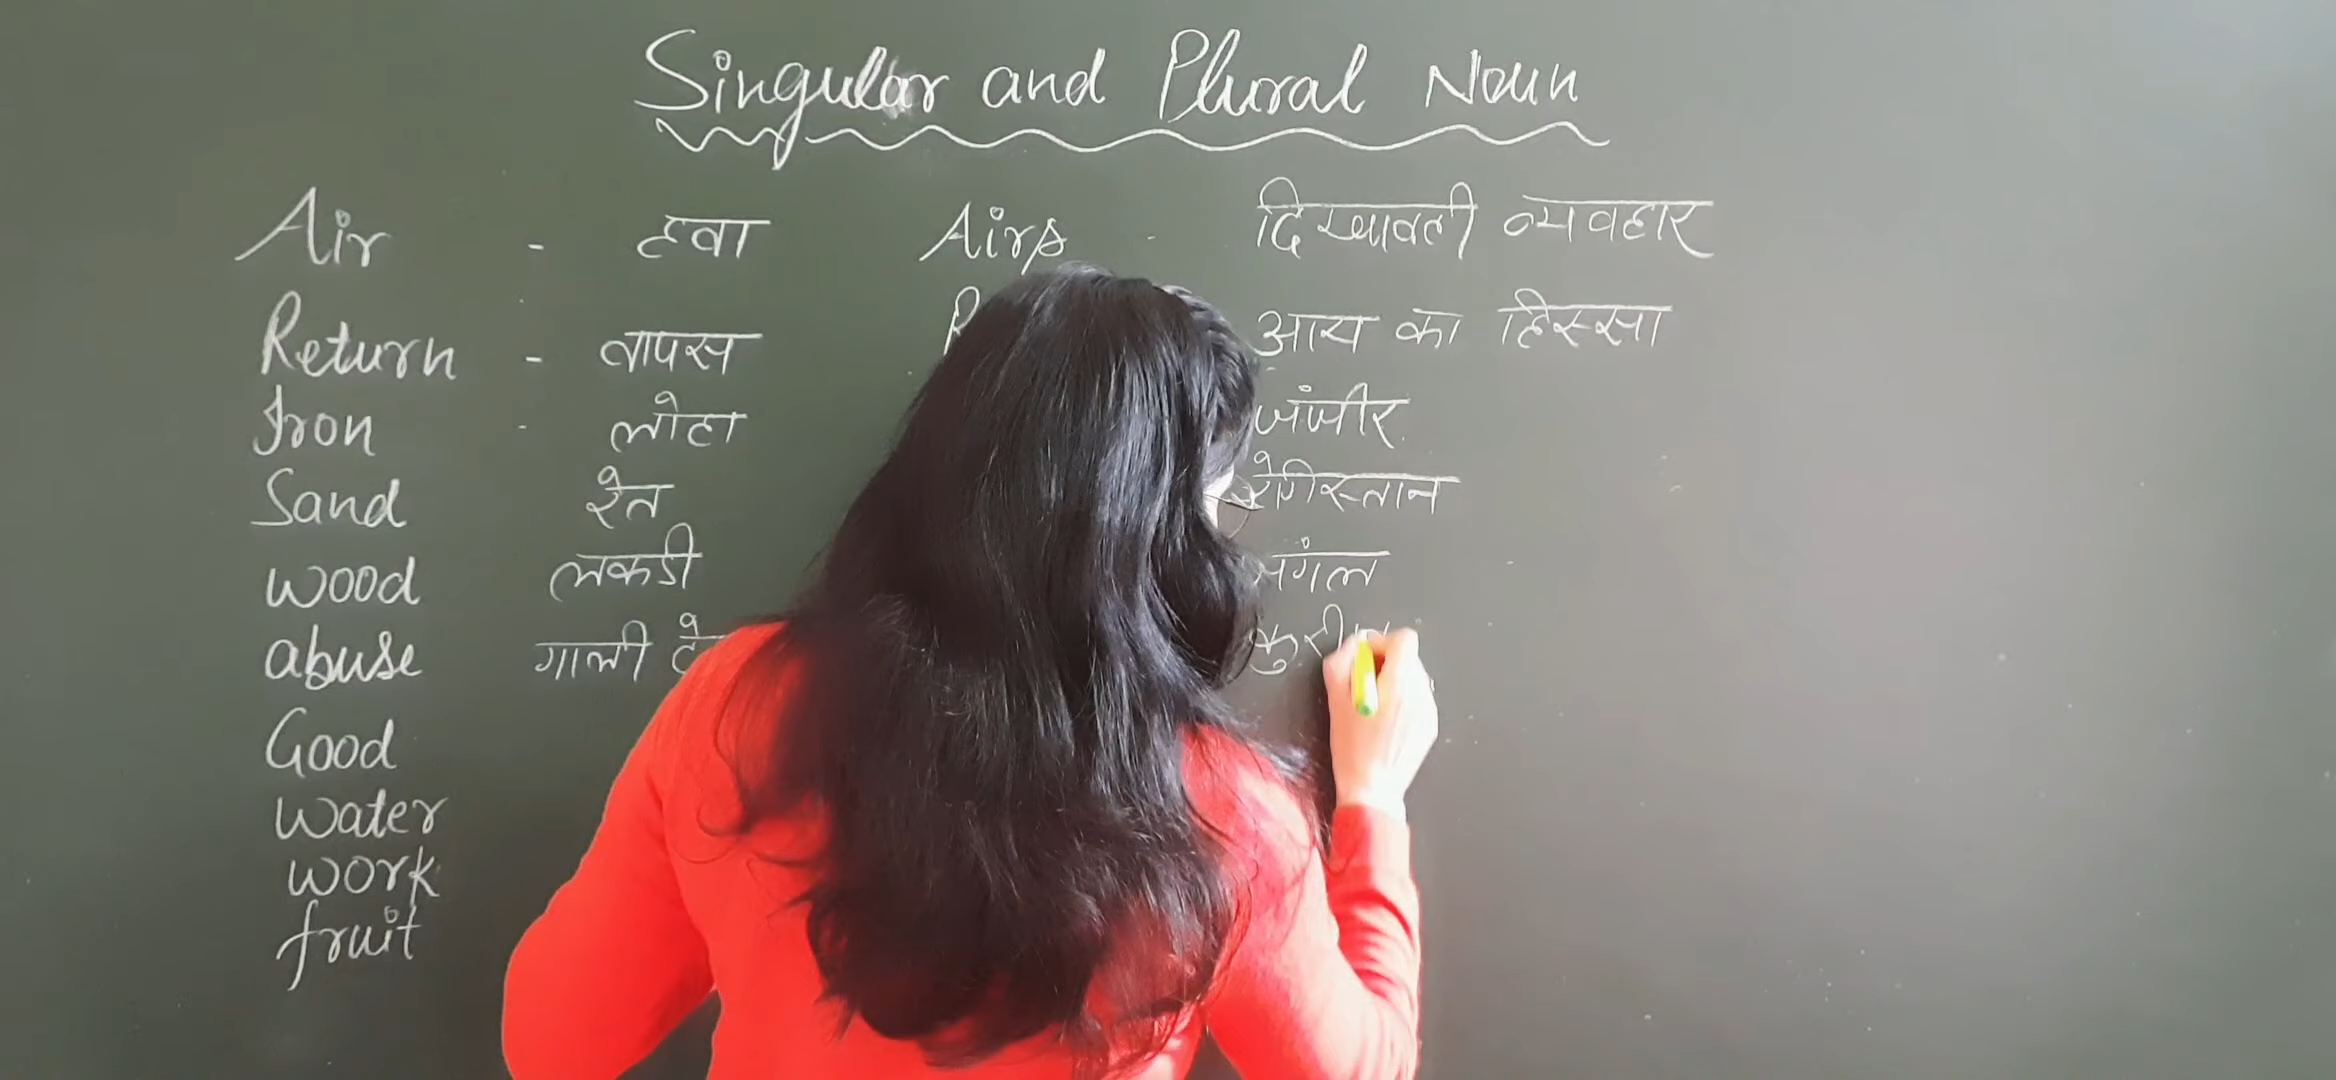 Singular and Plural Noun
Air - हवा Airs - दिखावटी व्यवहार
Return - वापस आय का हिस्सा
Iron - लोहा जंजीर
Sand रेत रेगिस्तान
wood लकडी जंगल
abuse गाली
Good
water
work
fruit